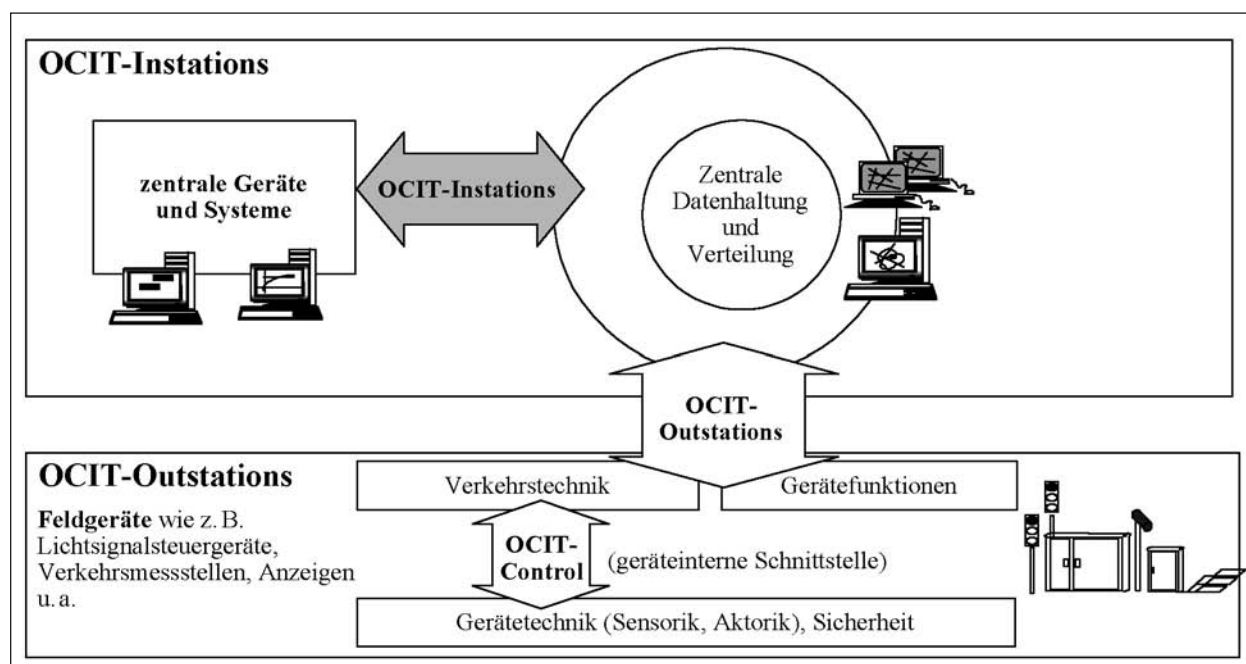 OCIT-Instations
zentrale Geräte
und Systeme
OCIT-Instations
Zentrale
Datenhaltung
und
Verteilung
OCIT-
Outstations
OCIT-Outstations
Feldgeräte wie z. B.
Lichtsignalsteuergeräte,
Verkehrsmessstellen, Anzeigen
u. a.
Verkehrstechnik
Gerätefunktionen
OCIT-
Control
(geräteinterne Schnittstelle)
Gerätetechnik (Sensorik, Aktorik), Sicherheit